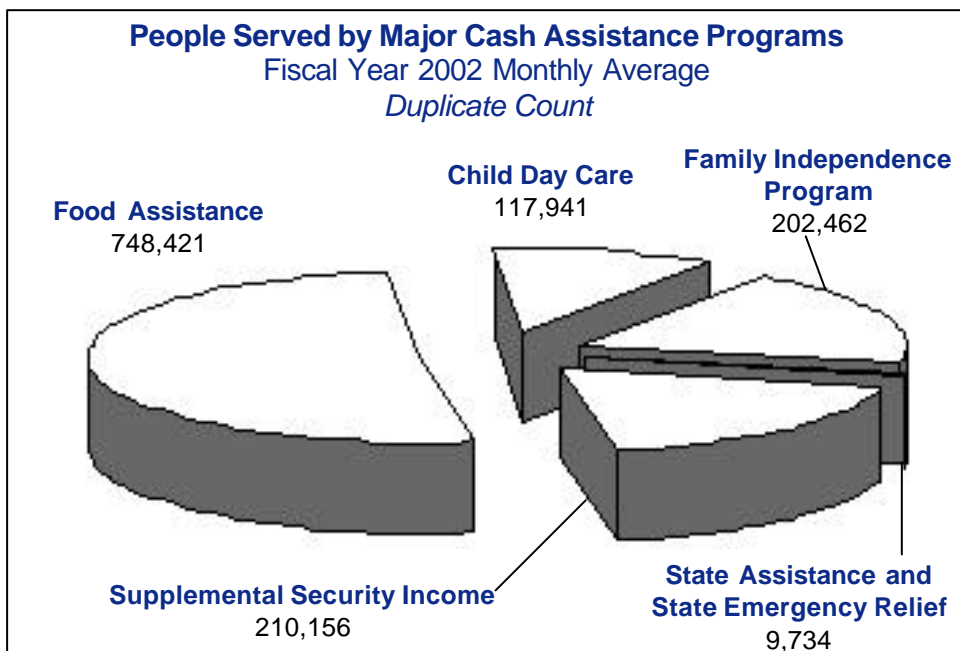 People Served by Major Cash Assistance Programs
Fiscal Year 2002 Monthly Average
Duplicate Count
Family Independence
Program
202,462
Child Day Care
117,941
Food Assistance
748,421
Supplemental Security Income
210,156
State Assistance and
State Emergency Relief
9,734